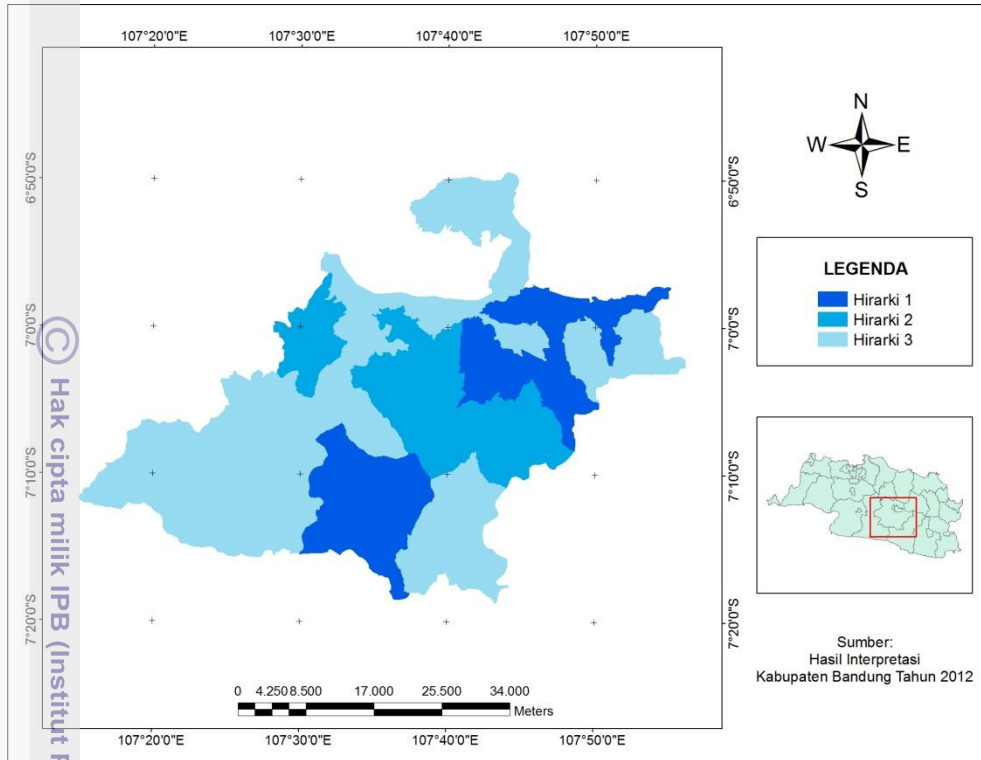 107°20'0"E 107°30'0"E 107°40'0"E 107°50'0"E
6°50'0"S 6°50'0"S
7°0'0"S 7°0'0"S
7°10'0"S 7°10'0"S
7°20'0"S 7°20'0"S
107°20'0"E 107°30'0"E 107°40'0"E 107°50'0"E
0 4.250 8.500 17.000 25.500 34.000
Meters
N
W E
S
LEGENDA
Hirarki 1
Hirarki 2
Hirarki 3
Sumber:
Hasil Interpretasi
Kabupaten Bandung Tahun 2012
© Hak cipta milik IPB (Institut